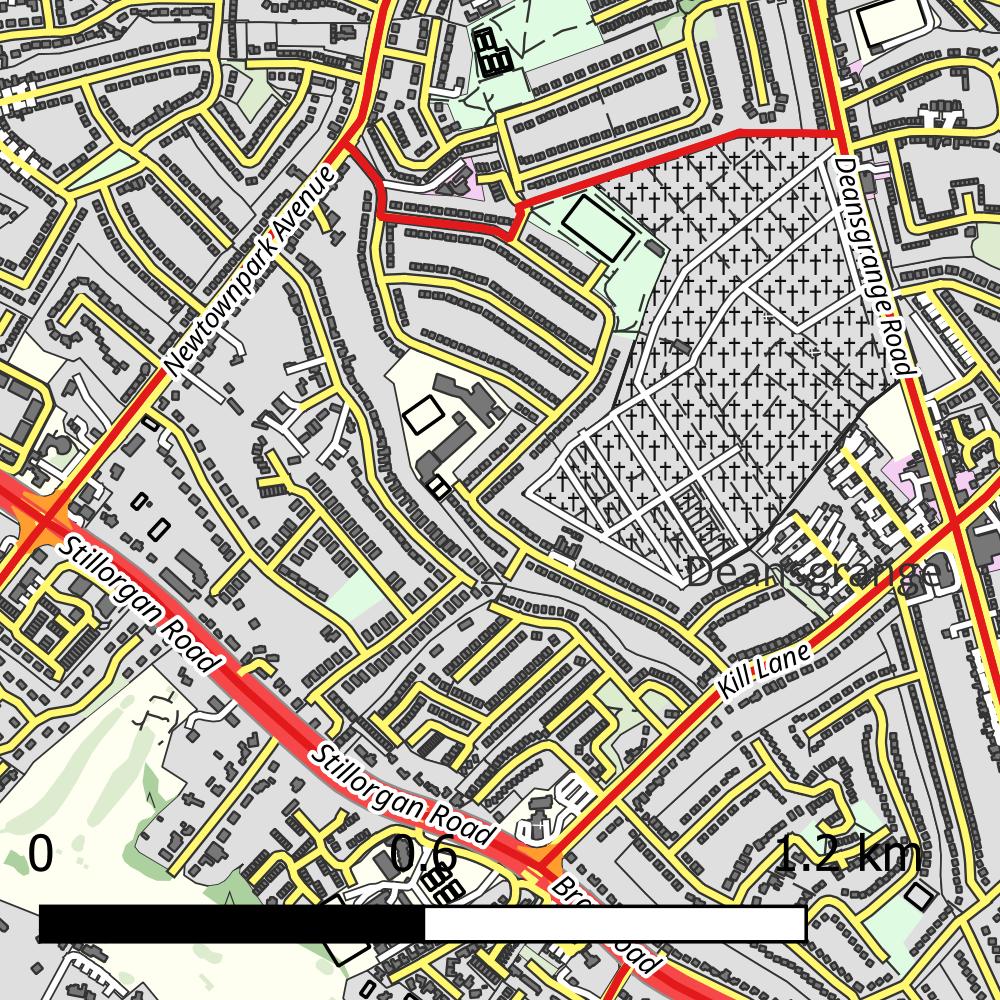 Newtownpark Avenue
Deansgrange Road
Stillorgan Road
Deansgrange
Kill Lane
Stillorgan Road
0 0.6 1.2 km